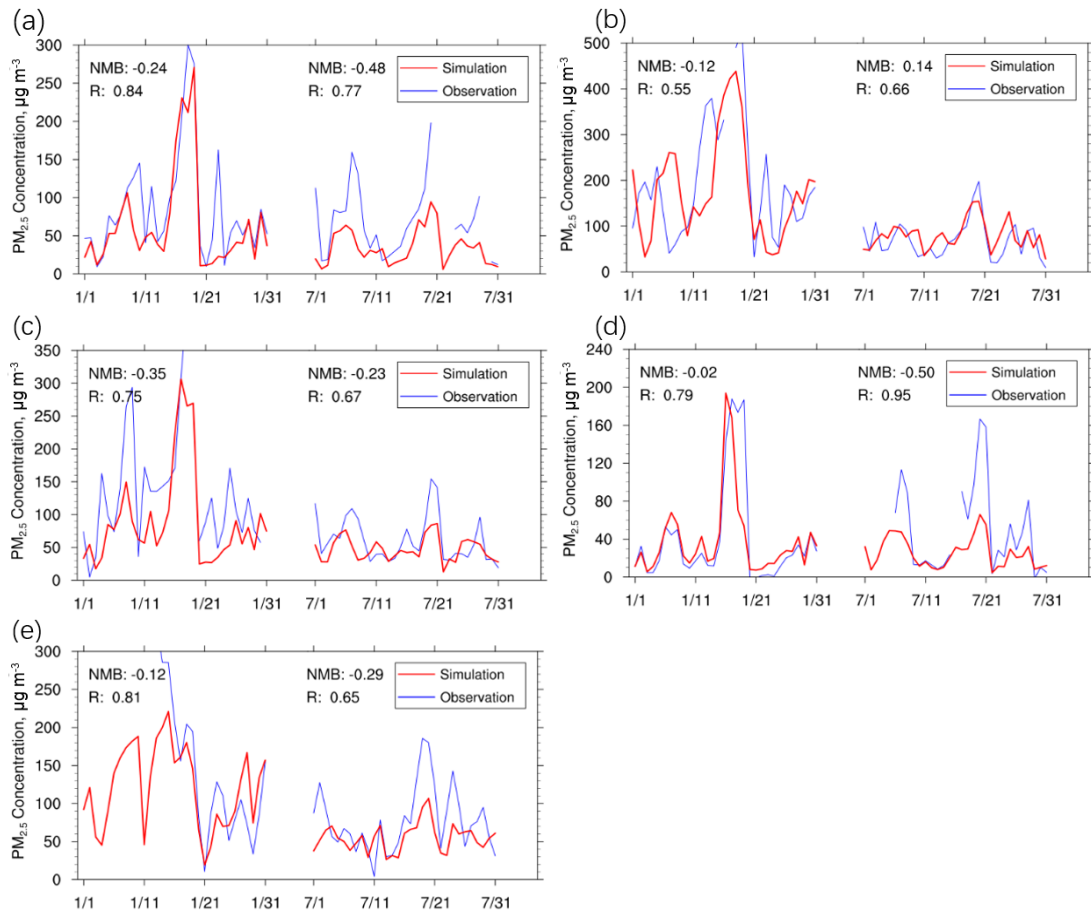 (a)
PM2.5 Concentration, µg m-3
300
250
200
150
100
50
0
NMB: -0.24
R: 0.84
NMB: -0.48
R: 0.77
Simulation
Observation
1/1 1/11 1/21 1/31 7/1 7/11 7/21 7/31
(b)
PM2.5 Concentration, µg m-3
500
400
300
200
100
0
NMB: -0.12
R: 0.55
NMB: 0.14
R: 0.66
Simulation
Observation
1/1 1/11 1/21 1/31 7/1 7/11 7/21 7/31
(c)
PM2.5 Concentration, µg m-3
350
300
250
200
150
100
50
0
NMB: -0.35
R: 0.75
NMB: -0.23
R: 0.67
Simulation
Observation
1/1 1/11 1/21 1/31 7/1 7/11 7/21 7/31
(d)
PM2.5 Concentration, µg m-3
240
200
160
120
80
40
0
NMB: -0.02
R: 0.79
NMB: -0.50
R: 0.95
Simulation
Observation
1/1 1/11 1/21 1/31 7/1 7/11 7/21 7/31
(e)
PM2.5 Concentration, µg m-3
300
250
200
150
100
50
0
NMB: -0.12
R: 0.81
NMB: -0.29
R: 0.65
Simulation
Observation
1/1 1/11 1/21 1/31 7/1 7/11 7/21 7/31